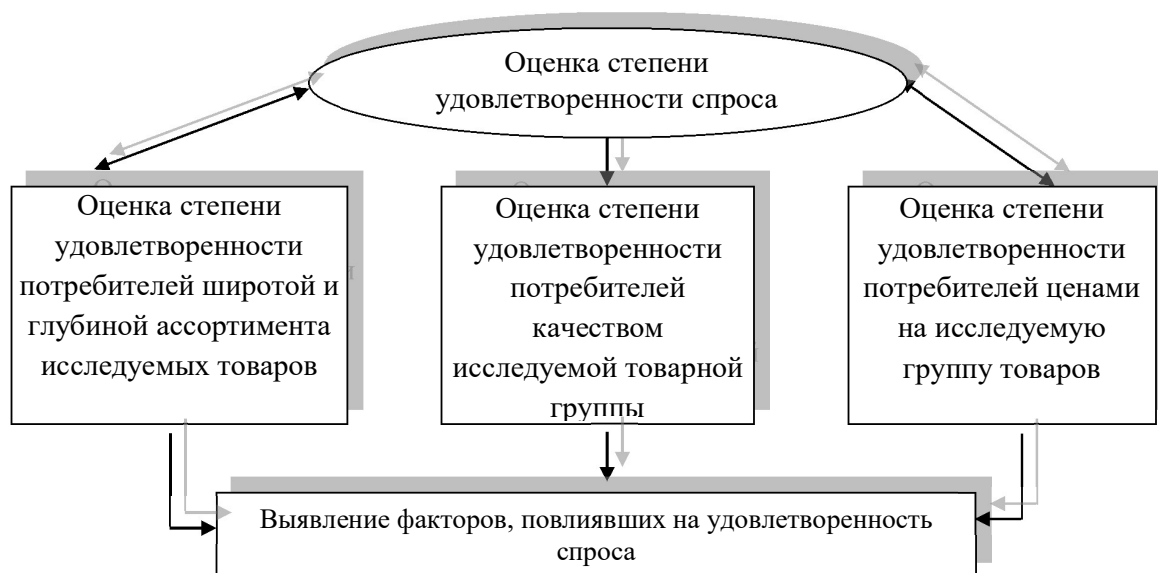 Оценка степени
удовлетворенности спроса
Оценка степени
удовлетворенности
потребителей широтой и
глубиной ассортимента
исследуемых товаров
Оценка степени
удовлетворенности
потребителей
качеством
исследуемой товарной
группы
Оценка степени
удовлетворенности
потребителей ценами
на исследуемую
группу товаров
Выявление факторов, повлиявших на удовлетворенность
спроса